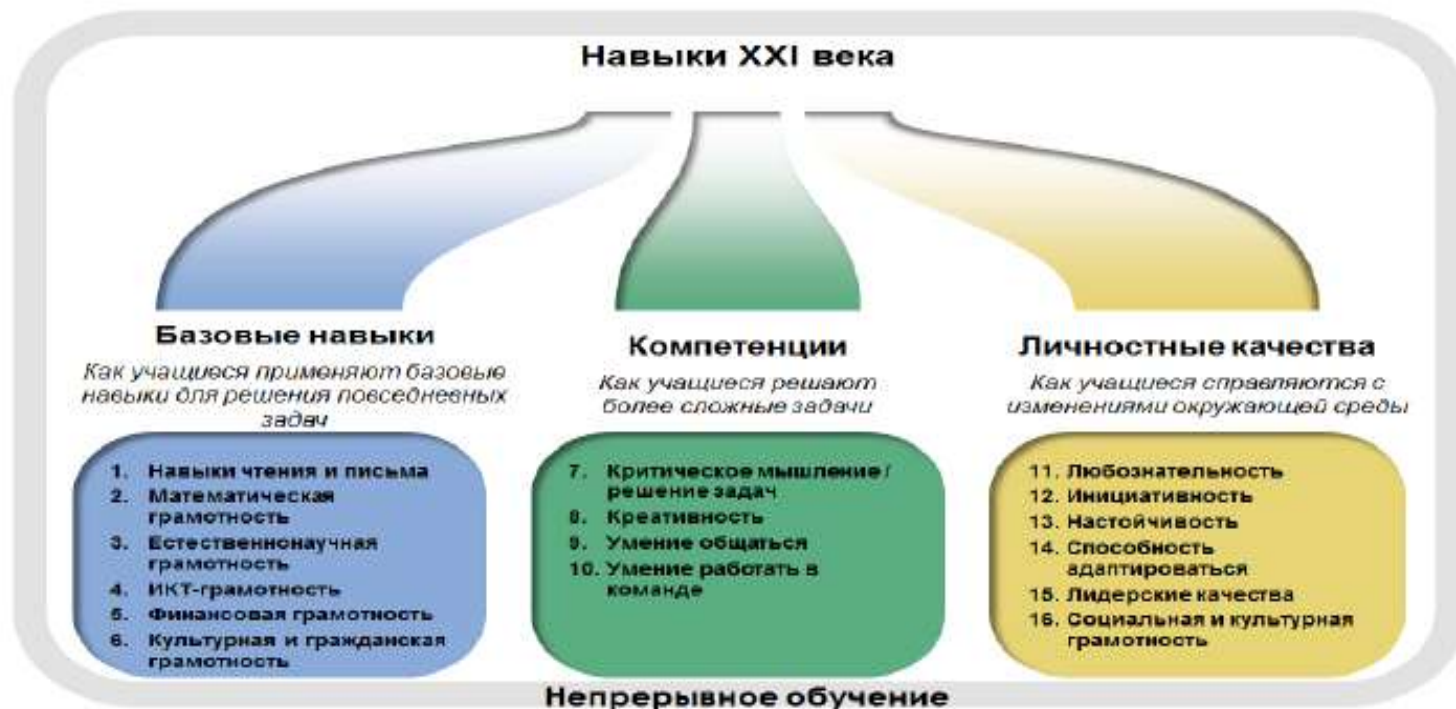 Навыки XXI века
Базовые навыки
Как учащиеся применяют базовые
навыки для решения повседневных
задач
1. Навыки чтения и письма
2. Математическая
грамотность
3. Естественнонаучная
грамотность
4. ИКТ-грамотность
5. Финансовая грамотность
6. Культурная и гражданская
грамотность
Компетенции
Как учащиеся решают
более сложные задачи
7. Критическое мышление /
решение задач
8. Креативность
9. Умение общаться
10. Умение работать в
команде
Личностные качества
Как учащиеся справляются с
изменениями окружающей среды
11. Любознательность
12. Инициативность
13. Настойчивость
14. Способность
адаптироваться
15. Лидерские качества
16. Социальная и культурная
грамотность
Непрерывное обучение